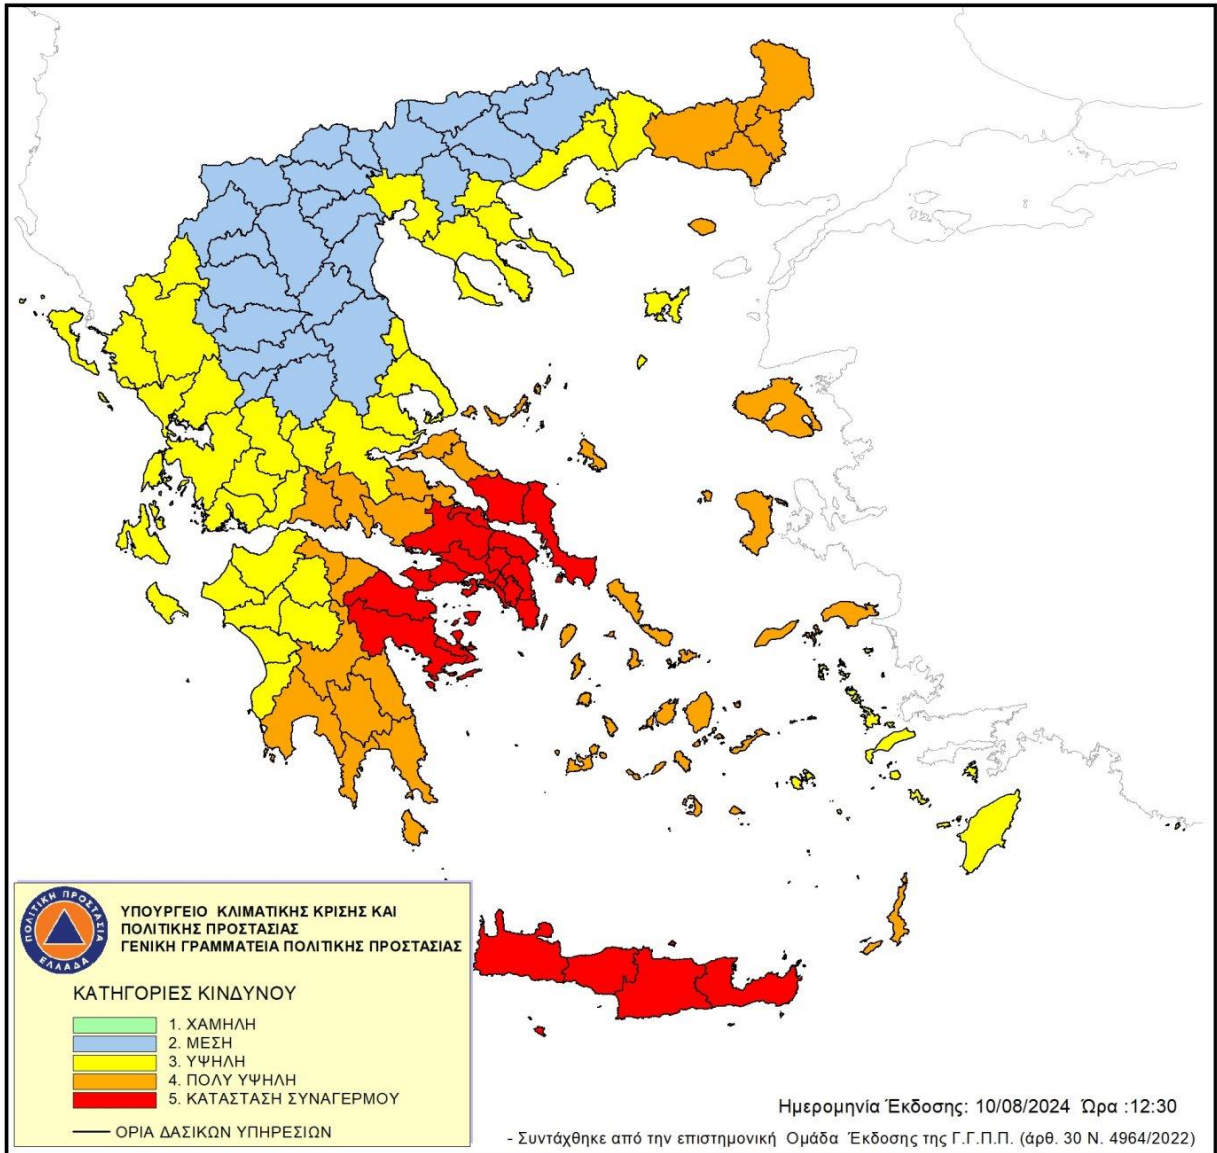 ΠΟΛΙΤΙΚΗ ΠΡΟΣΤΑΣΙΑ
ΕΛΛΑΔΑ
ΥΠΟΥΡΓΕΙΟ ΚΛΙΜΑΤΙΚΗΣ ΚΡΙΣΗΣ ΚΑΙ
ΠΟΛΙΤΙΚΗΣ ΠΡΟΣΤΑΣΙΑΣ
ΓΕΝΙΚΗ ΓΡΑΜΜΑΤΕΙΑ ΠΟΛΙΤΙΚΗΣ ΠΡΟΣΤΑΣΙΑΣ
ΚΑΤΗΓΟΡΙΕΣ ΚΙΝΔΥΝΟΥ
1. ΧΑΜΗΛΗ
2. ΜΕΣΗ
3. ΥΨΗΛΗ
4. ΠΟΛΥ ΥΨΗΛΗ
5. ΚΑΤΑΣΤΑΣΗ ΣΥΝΑΓΕΡΜΟΥ
ΟΡΙΑ ΔΑΣΙΚΩΝ ΥΠΗΡΕΣΙΩΝ
Ημερομηνία Έκδοσης: 10/08/2024 Ώρα :12:30
- Συντάχθηκε από την επιστημονική Ομάδα Έκδοσης της Γ.Γ.Π.Π. (άρθ. 30 Ν. 4964/2022)